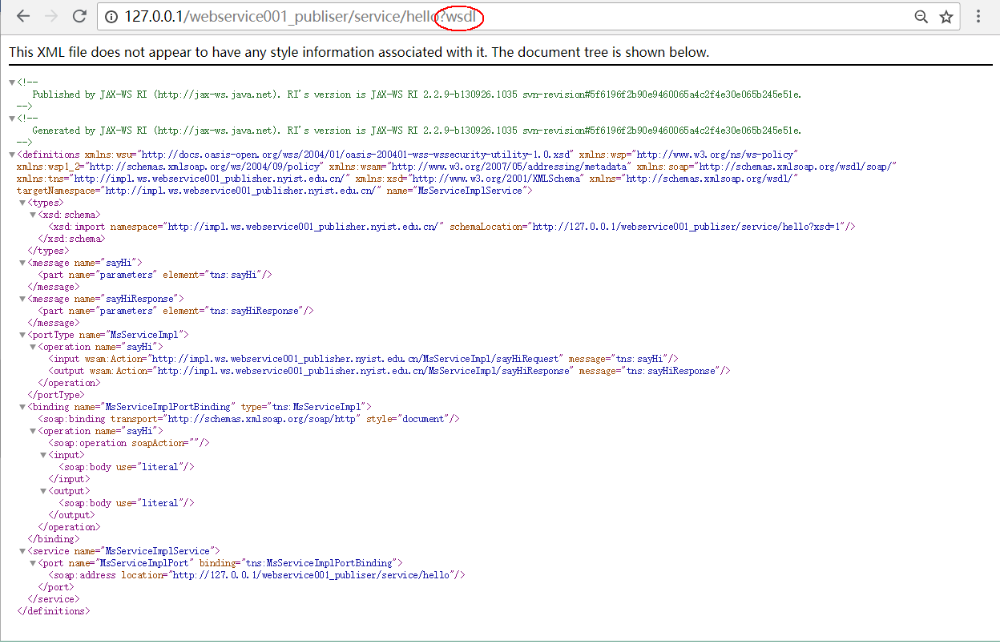 127.0.0.1/webservice001_publiser/service/hello?wsdl
This XML file does not appear to have any style information associated with it. The document tree is shown below.
<!--
Published by JAX-WS RI (http://jax-ws.java.net). RI's version is JAX-WS RI 2.2.9-b130926.1035 svn-revision#5f6196f2b90e9460065a4c2f4e30e065b245e51e.
-->
<!--
Generated by JAX-WS RI (http://jax-ws.java.net). RI's version is JAX-WS RI 2.2.9-b130926.1035 svn-revision#5f6196f2b90e9460065a4c2f4e30e065b245e51e.
-->
<definitions xmlns:wsu="http://docs.oasis-open.org/wss/2004/01/oasis-200401-wss-wssecurity-utility-1.0.xsd" xmlns:wsp="http://www.w3.org/ns/ws-policy"
xmlns:wsp1_2="http://schemas.xmlsoap.org/ws/2004/09/policy" xmlns:wsam="http://www.w3.org/2007/05/addressing/metadata" xmlns:soap="http://schemas.xmlsoap.org/wsdl/soap/"
xmlns:tns="http://impl.ws.webservice001_publisher.nyist.edu.cn/" xmlns:xsd="http://www.w3.org/2001/XMLSchema" xmlns="http://schemas.xmlsoap.org/wsdl/"
targetNamespace="http://impl.ws.webservice001_publisher.nyist.edu.cn/" name="MsServiceImplService">
<types>
<xsd:schema>
<xsd:import namespace="http://impl.ws.webservice001_publisher.nyist.edu.cn/" schemaLocation="http://127.0.0.1/webservice001_publiser/service/hello?xsd=1"/>
</xsd:schema>
</types>
<message name="sayHi">
<part name="parameters" element="tns:sayHi"/>
</message>
<message name="sayHiResponse">
<part name="parameters" element="tns:sayHiResponse"/>
</message>
<portType name="MsServiceImpl">
<operation name="sayHi">
<input wsam:Action="http://impl.ws.webservice001_publisher.nyist.edu.cn/MsServiceImpl/sayHiRequest" message="tns:sayHi"/>
<output wsam:Action="http://impl.ws.webservice001_publisher.nyist.edu.cn/MsServiceImpl/sayHiResponse" message="tns:sayHiResponse"/>
</operation>
</portType>
<binding name="MsServiceImplPortBinding" type="tns:MsServiceImpl">
<soap:binding transport="http://schemas.xmlsoap.org/soap/http" style="document"/>
<operation name="sayHi">
<soap:operation soapAction=""/>
<input>
<soap:body use="literal"/>
</input>
<output>
<soap:body use="literal"/>
</output>
</operation>
</binding>
<service name="MsServiceImplService">
<port name="MsServiceImplPort" binding="tns:MsServiceImplPortBinding">
<soap:address location="http://127.0.0.1/webservice001_publiser/service/hello"/>
</port>
</service>
</definitions>